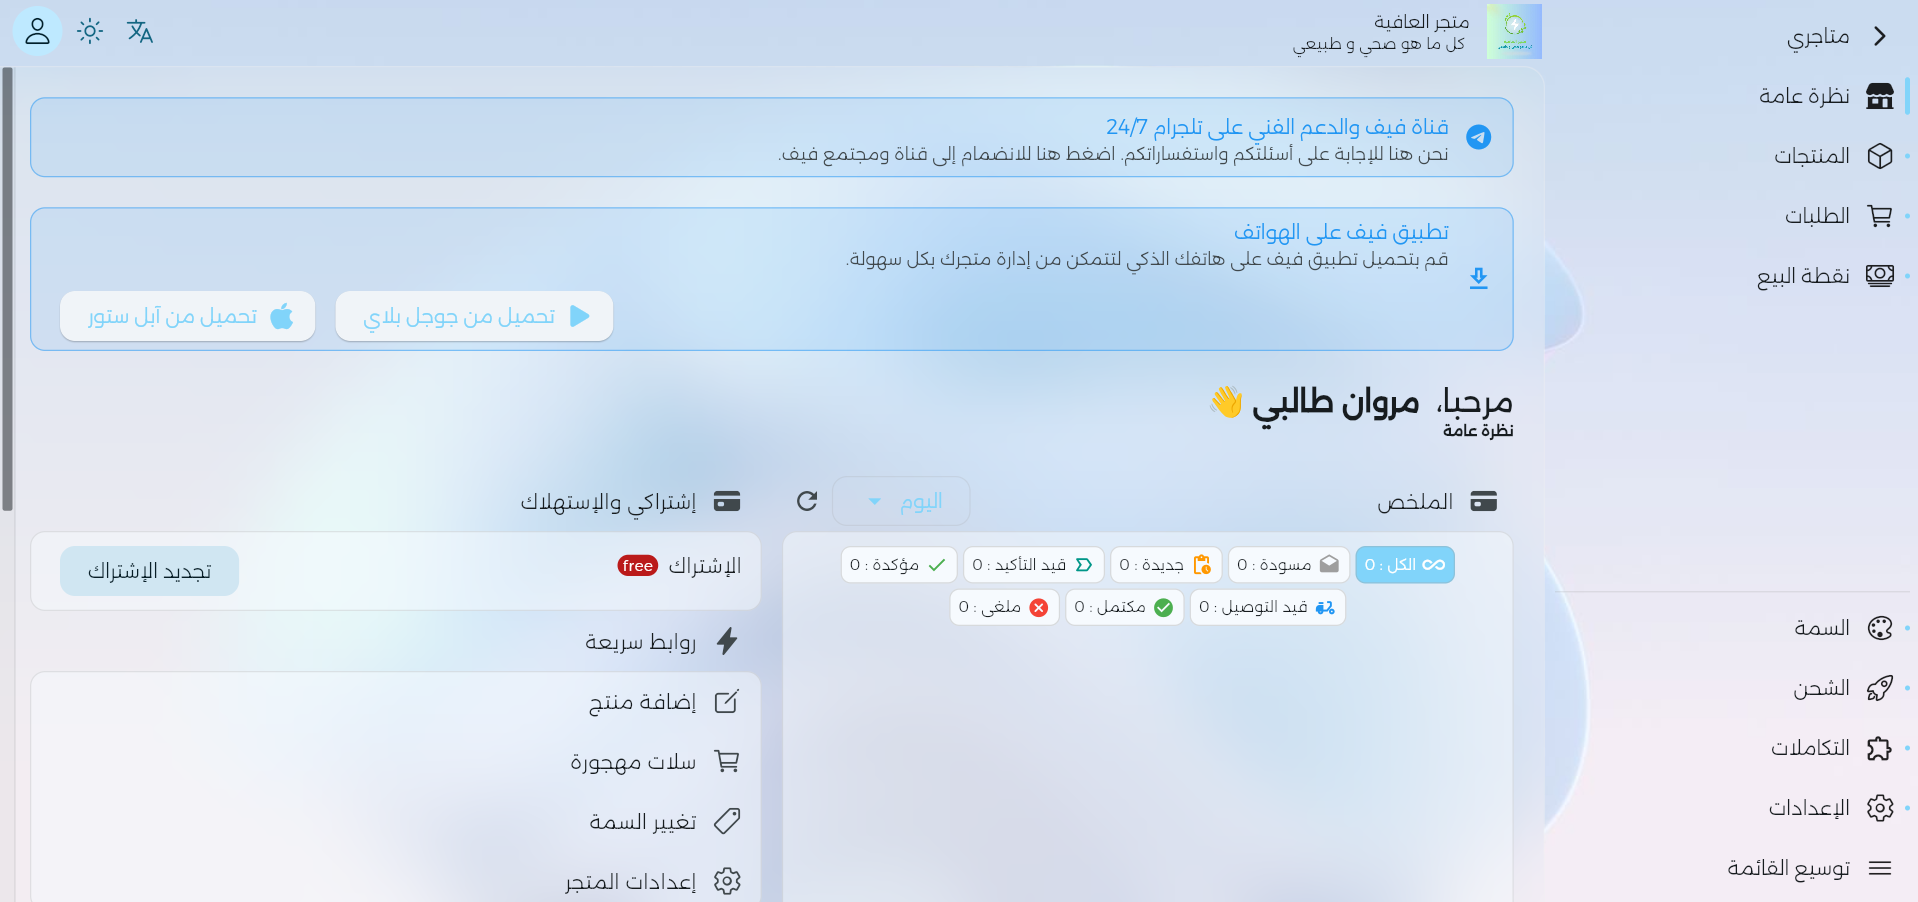 متاجري
نظرة عامة
المنتجات
الطلبات
نقطة البيع
السمة
الشحن
التكاملات
الإعدادات
توسيع القائمة
متجر العافية
كل ما هو صحي و طبيعي
قناة فيف والدعم الفني على تلجرام 24/7
نحن هنا للإجابة على أسئلتكم واستفساراتكم. اضغط هنا للانضمام إلى قناة ومجتمع فيف.
تطبيق فيف على الهواتف
قم بتحميل تطبيق فيف على هاتفك الذكي لتتمكن من إدارة متجرك بكل سهولة.
تحميل من جوجل بلاي
تحميل من آبل ستور
مرحبا، مروان طالبي 👋
نظرة عامة
الملخص
اليوم
الكل : 0
مسودة : 0
جديدة : 0
قيد التأكيد : 0
مؤكدة : 0
قيد التوصيل : 0
مكتمل : 0
ملغى : 0
إشتراكي والإستهلاك
الإشتراك free
تجديد الإشتراك
روابط سريعة
إضافة منتج
سلات مهجورة
تغيير السمة
إعدادات المتجر